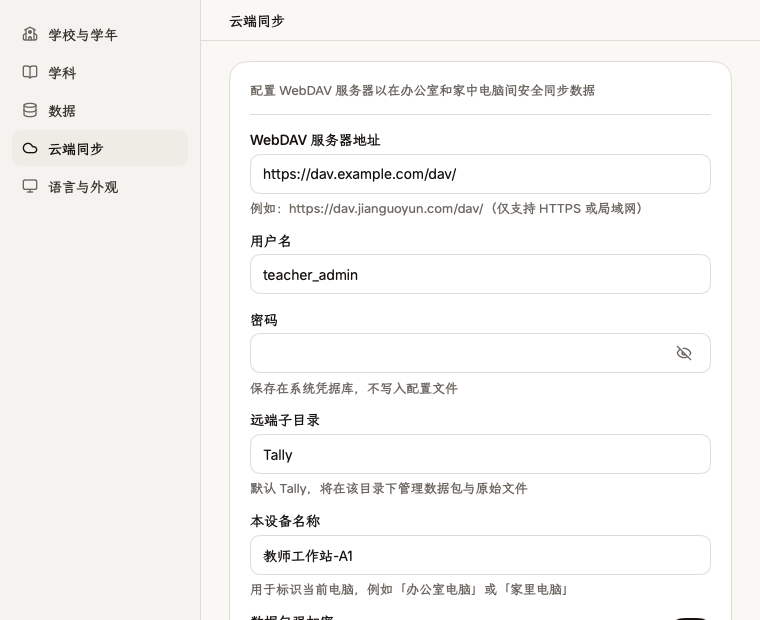 学校与学年
学科
数据
云端同步
语言与外观
云端同步
配置 WebDAV 服务器以在办公室和家中电脑间安全同步数据
WebDAV 服务器地址
https://dav.example.com/dav/
例如：https://dav.jianguoyun.com/dav/（仅支持 HTTPS 或局域网）
用户名
teacher_admin
密码
保存在系统凭据库，不写入配置文件
远端子目录
Tally
默认 Tally，将在该目录下管理数据包与原始文件
本设备名称
教师工作站-A1
用于标识当前电脑，例如「办公室电脑」或「家里电脑」